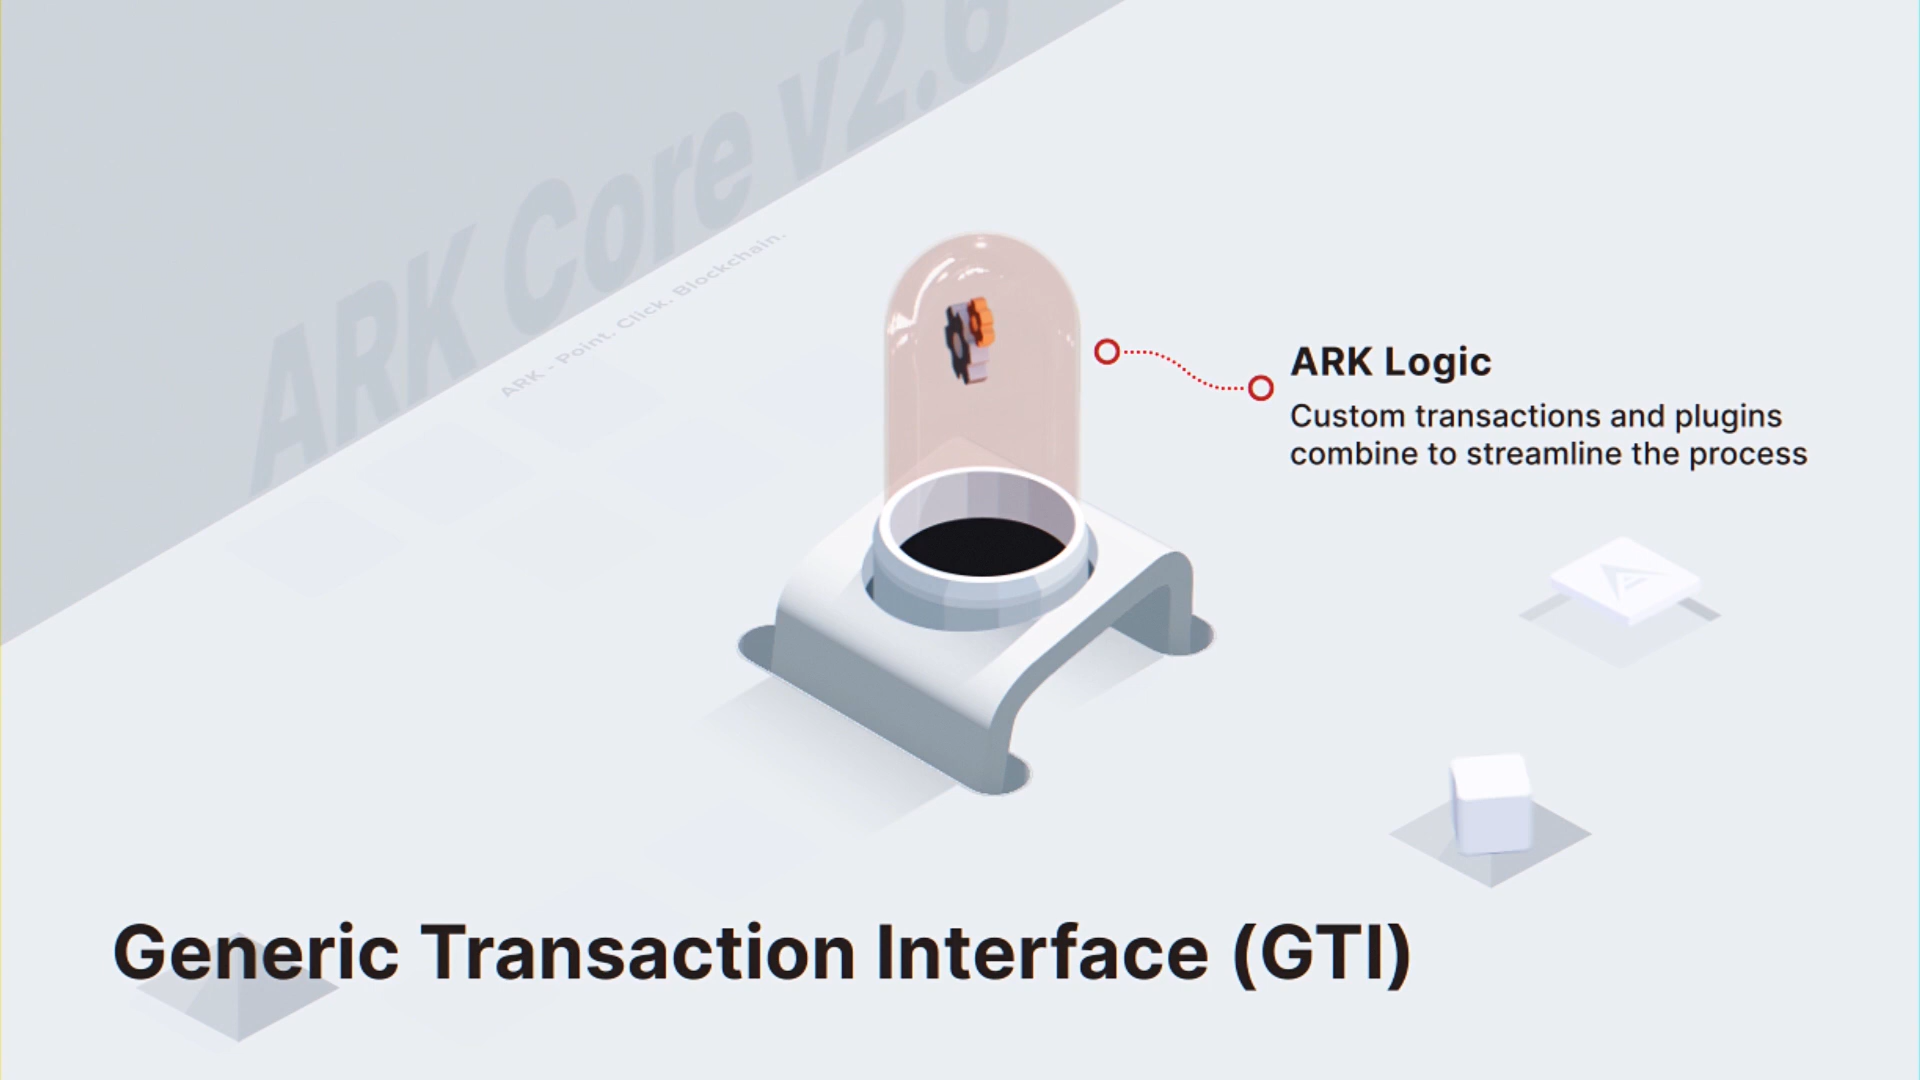 ARK Core v2.6
ARK - Point. Click. Blockchain.
ARK Logic
Custom transactions and plugins
combine to streamline the process
Generic Transaction Interface (GTI)